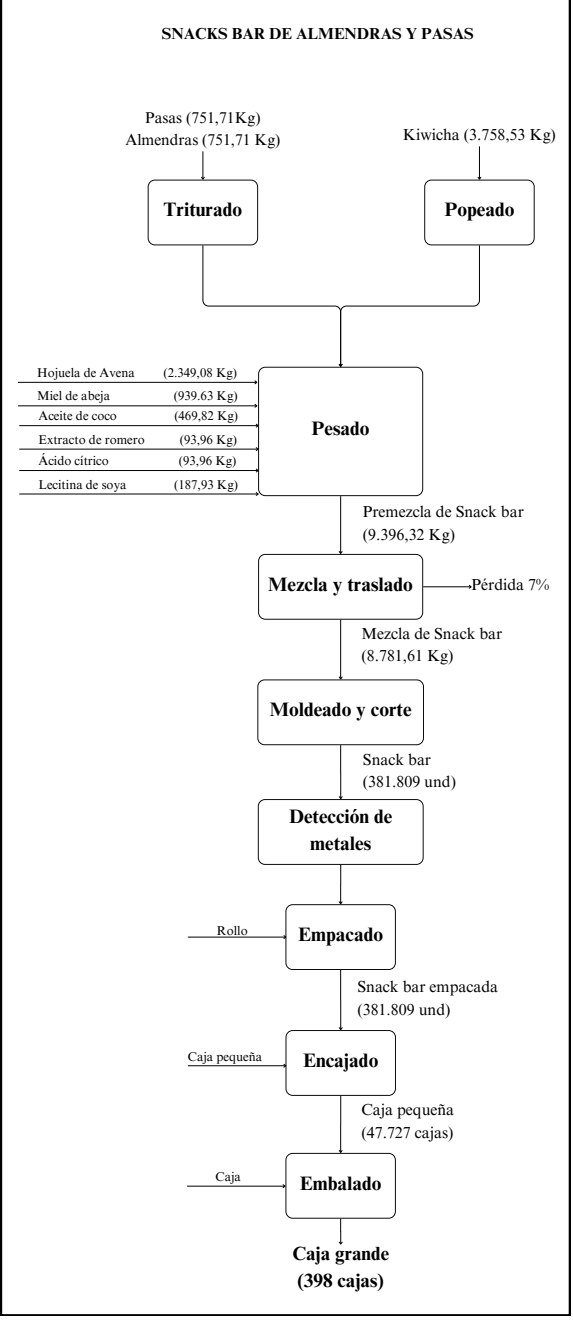 SNACKS BAR DE ALMENDRAS Y PASAS
Pasas (751,71Kg)
Almendras (751,71 Kg)
Kiwicha (3.758,53 Kg)
Triturado
Popeado
Hojuela de Avena (2.349,08 Kg)
Miel de abeja (939.63 Kg)
Aceite de coco (469,82 Kg)
Extracto de romero (93,96 Kg)
Ácido cítrico (93,96 Kg)
Lecitina de soya (187,93 Kg)
Pesado
Premezcla de Snack bar
(9.396,32 Kg)
Mezcla y traslado
Pérdida 7%
Mezcla de Snack bar
(8.781,61 Kg)
Moldeado y corte
Snack bar
(381.809 und)
Detección de
metales
Rollo
Empacado
Snack bar empacada
(381.809 und)
Caja pequeña
Encajado
Caja pequeña
(47.727 cajas)
Caja
Embalado
Caja grande
(398 cajas)